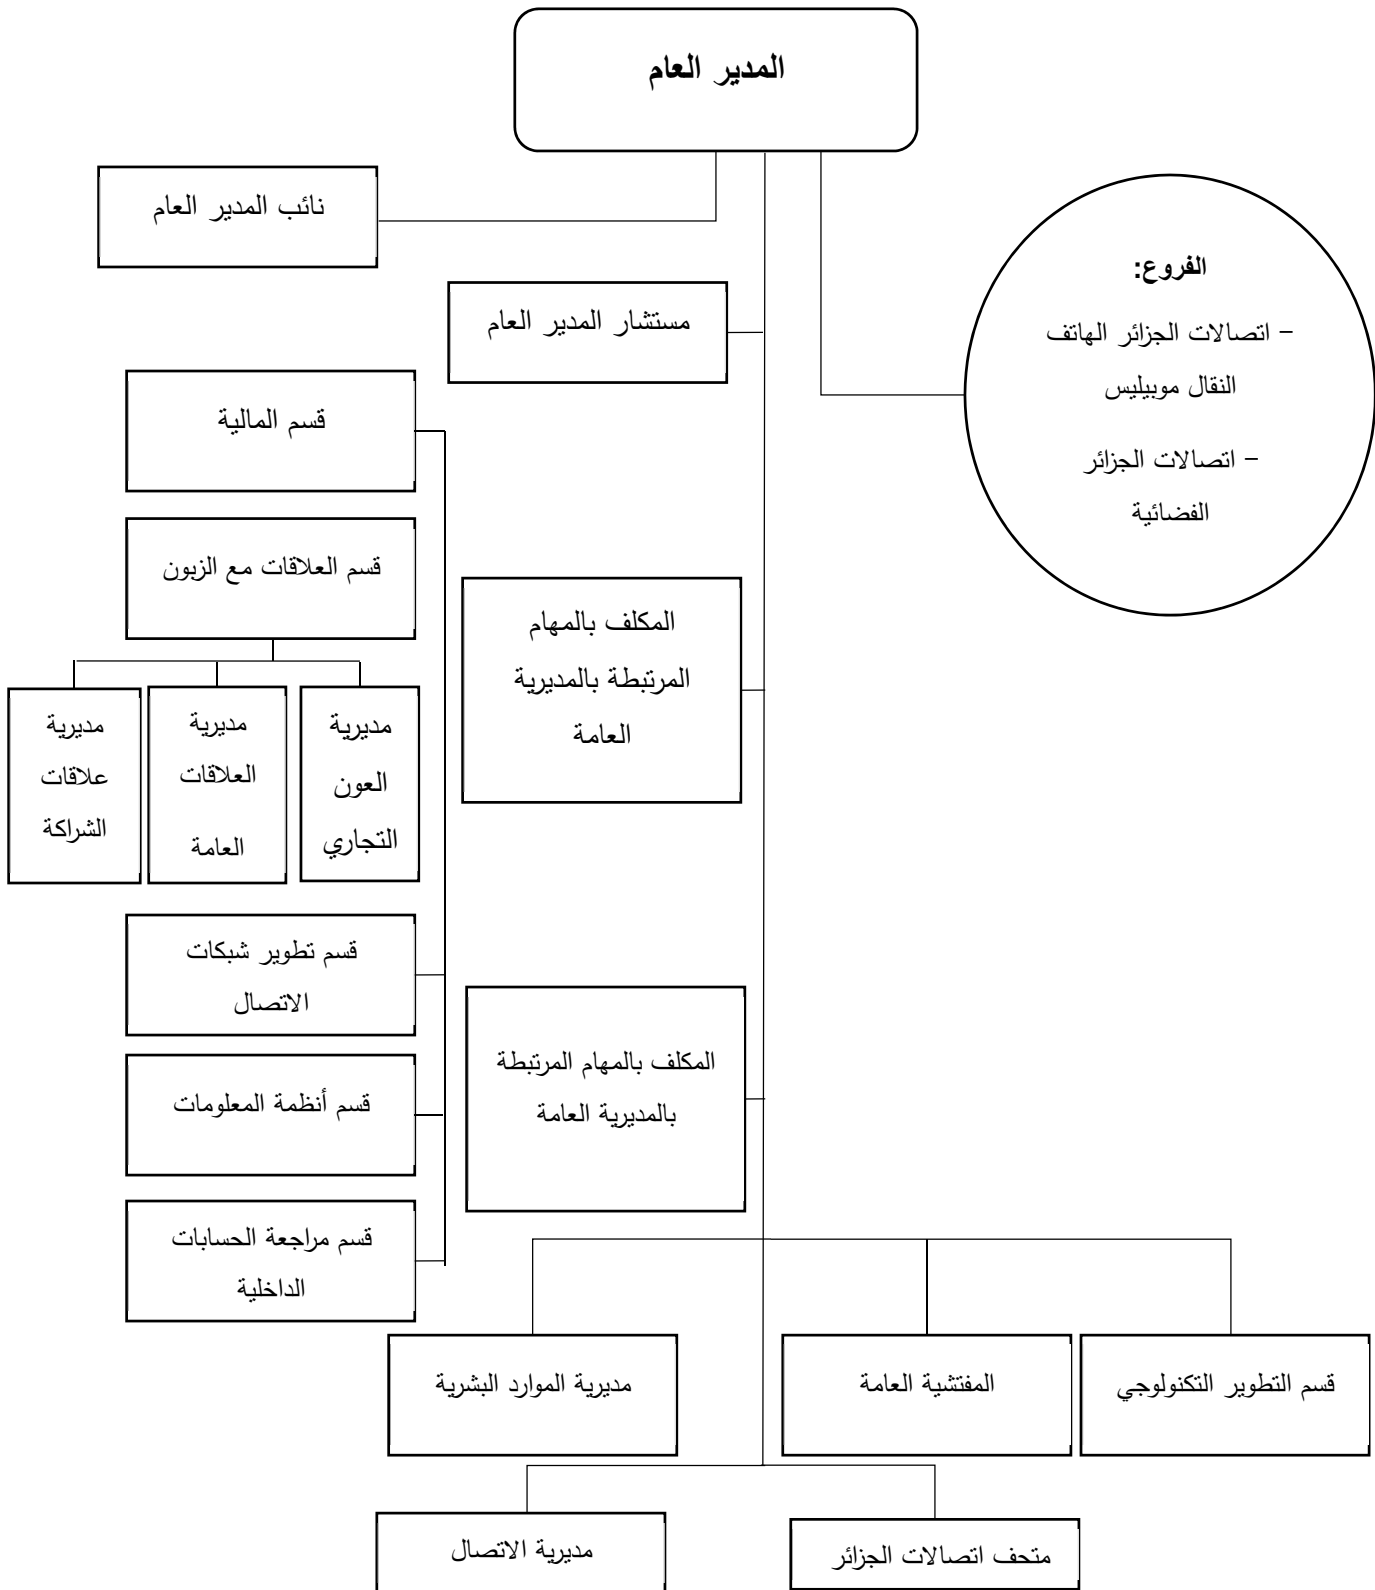 المدير العام
نائب المدير العام
الفروع:
- اتصالات الجزائر الهاتف
النقال موبيليس
- اتصالات الجزائر
الفضائية
مستشار المدير العام
قسم المالية
قسم العلاقات مع الزبون
المكلف بالمهام
المرتبطة بالمديرية
العامة
مديرية
العون
التجاري
مديرية
العلاقات
العامة
مديرية
علاقات
الشراكة
قسم تطوير شبكات
الاتصال
المكلف بالمهام المرتبطة
بالمديرية العامة
قسم أنظمة المعلومات
قسم مراجعة الحسابات
الداخلية
قسم التطوير التكنولوجي
المفتشية العامة
مديرية الموارد البشرية
متحف اتصالات الجزائر
مديرية الاتصال